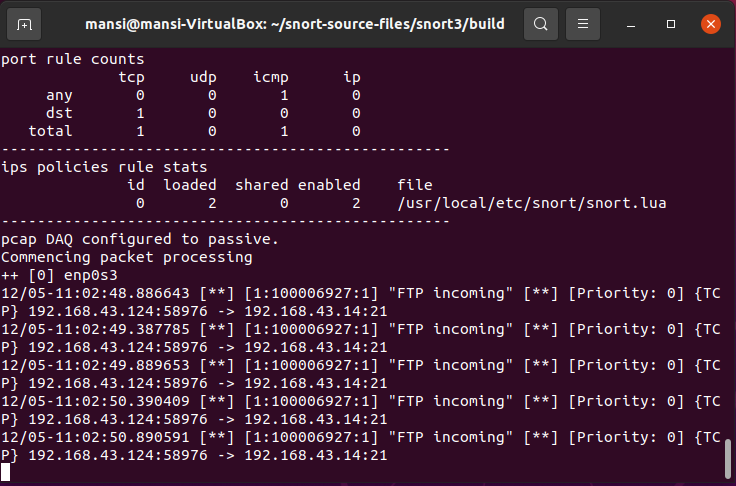 mansi@mansi-VirtualBox: ~/snort-source-files/snort3/build
port rule counts
             tcp     udp    icmp      ip
     any       0       0       1       0
     dst       1       0       0       0
   total       1       0       1       0
--------------------------------------------------
ips policies rule stats
              id  loaded  shared enabled    file
               0       2       0       2    /usr/local/etc/snort/snort.lua
--------------------------------------------------
pcap DAQ configured to passive.
Commencing packet processing
++ [0] enp0s3
12/05-11:02:48.886643 [**] [1:100006927:1] "FTP incoming" [**] [Priority: 0] {TC
P} 192.168.43.124:58976 -> 192.168.43.14:21
12/05-11:02:49.387785 [**] [1:100006927:1] "FTP incoming" [**] [Priority: 0] {TC
P} 192.168.43.124:58976 -> 192.168.43.14:21
12/05-11:02:49.889653 [**] [1:100006927:1] "FTP incoming" [**] [Priority: 0] {TC
P} 192.168.43.124:58976 -> 192.168.43.14:21
12/05-11:02:50.390409 [**] [1:100006927:1] "FTP incoming" [**] [Priority: 0] {TC
P} 192.168.43.124:58976 -> 192.168.43.14:21
12/05-11:02:50.890591 [**] [1:100006927:1] "FTP incoming" [**] [Priority: 0] {TC
P} 192.168.43.124:58976 -> 192.168.43.14:21